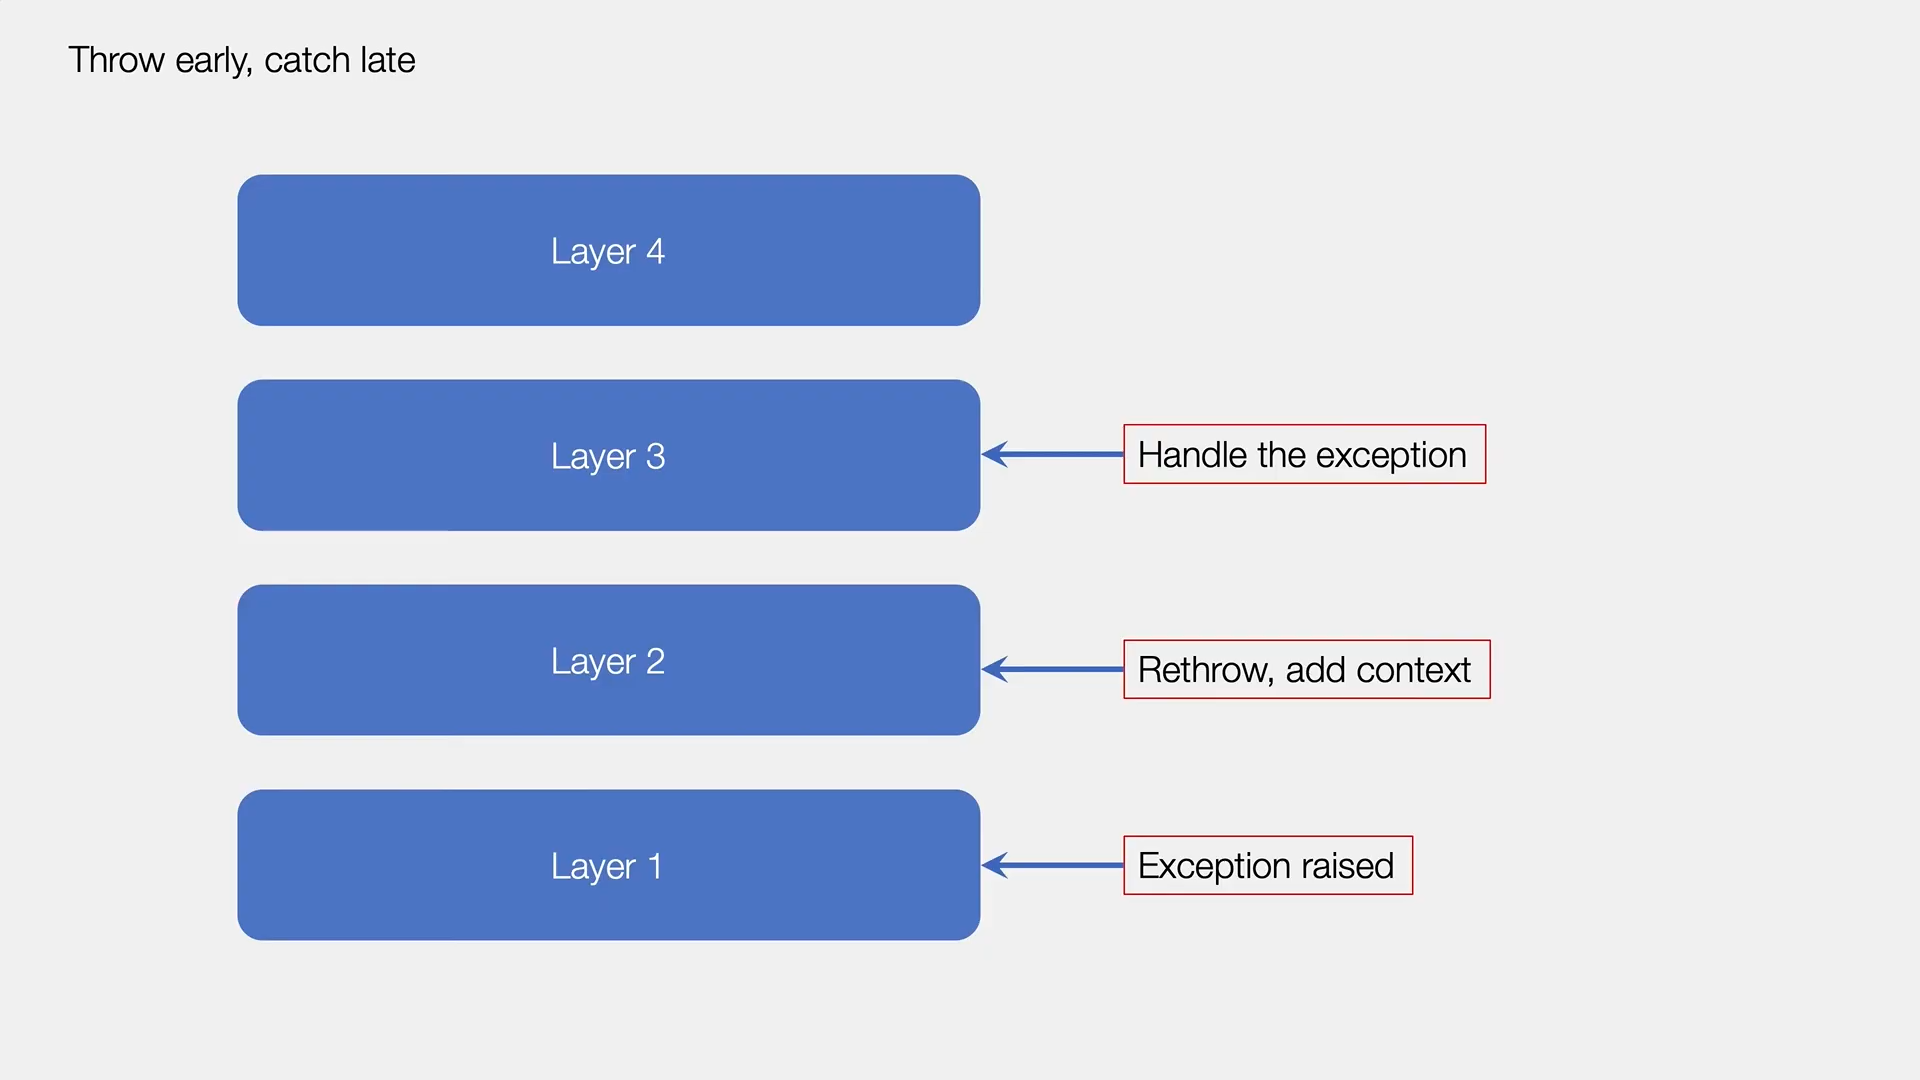 Throw early, catch late
Layer 4
Layer 3
Handle the exception
Layer 2
Rethrow, add context
Layer 1
Exception raised